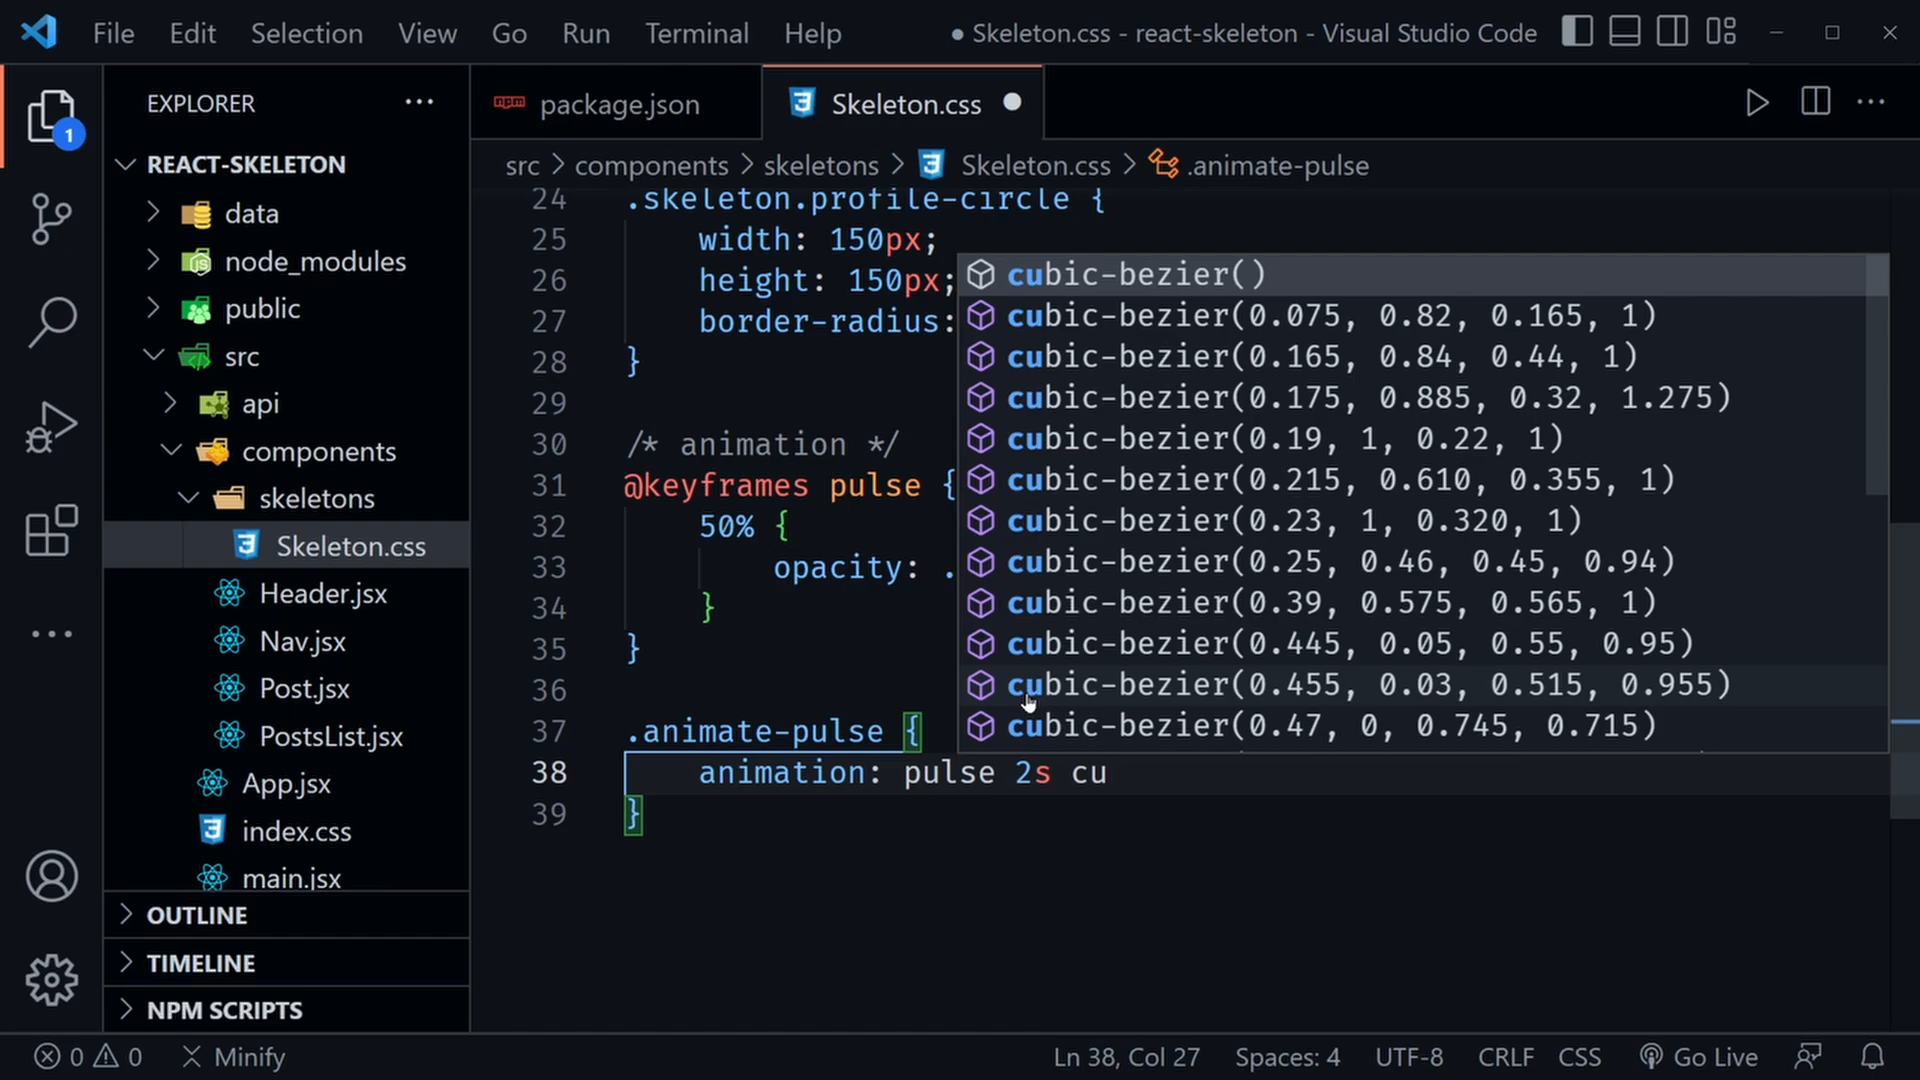 File Edit Selection View Go Run Terminal Help
● Skeleton.css - react-skeleton - Visual Studio Code
EXPLORER
package.json
Skeleton.css
1
REACT-SKELETON
data
node_modules
public
src
api
components
skeletons
Skeleton.css
Header.jsx
Nav.jsx
Post.jsx
PostsList.jsx
App.jsx
index.css
main.jsx
OUTLINE
TIMELINE
NPM SCRIPTS
src > components > skeletons > Skeleton.css > .animate-pulse
24 .skeleton.profile-circle {
25 width: 150px;
26 height: 150px;
27 border-radius:
28 }
29
30 /* animation */
31 @keyframes pulse {
32 50% {
33 opacity: .
34 }
35 }
36
37 .animate-pulse {
38 animation: pulse 2s cu
39 }
cubic-bezier()
cubic-bezier(0.075, 0.82, 0.165, 1)
cubic-bezier(0.165, 0.84, 0.44, 1)
cubic-bezier(0.175, 0.885, 0.32, 1.275)
cubic-bezier(0.19, 1, 0.22, 1)
cubic-bezier(0.215, 0.610, 0.355, 1)
cubic-bezier(0.23, 1, 0.320, 1)
cubic-bezier(0.25, 0.46, 0.45, 0.94)
cubic-bezier(0.39, 0.575, 0.565, 1)
cubic-bezier(0.445, 0.05, 0.55, 0.95)
cubic-bezier(0.455, 0.03, 0.515, 0.955)
cubic-bezier(0.47, 0, 0.745, 0.715)
0 0 Minify
Ln 38, Col 27 Spaces: 4 UTF-8 CRLF CSS Go Live